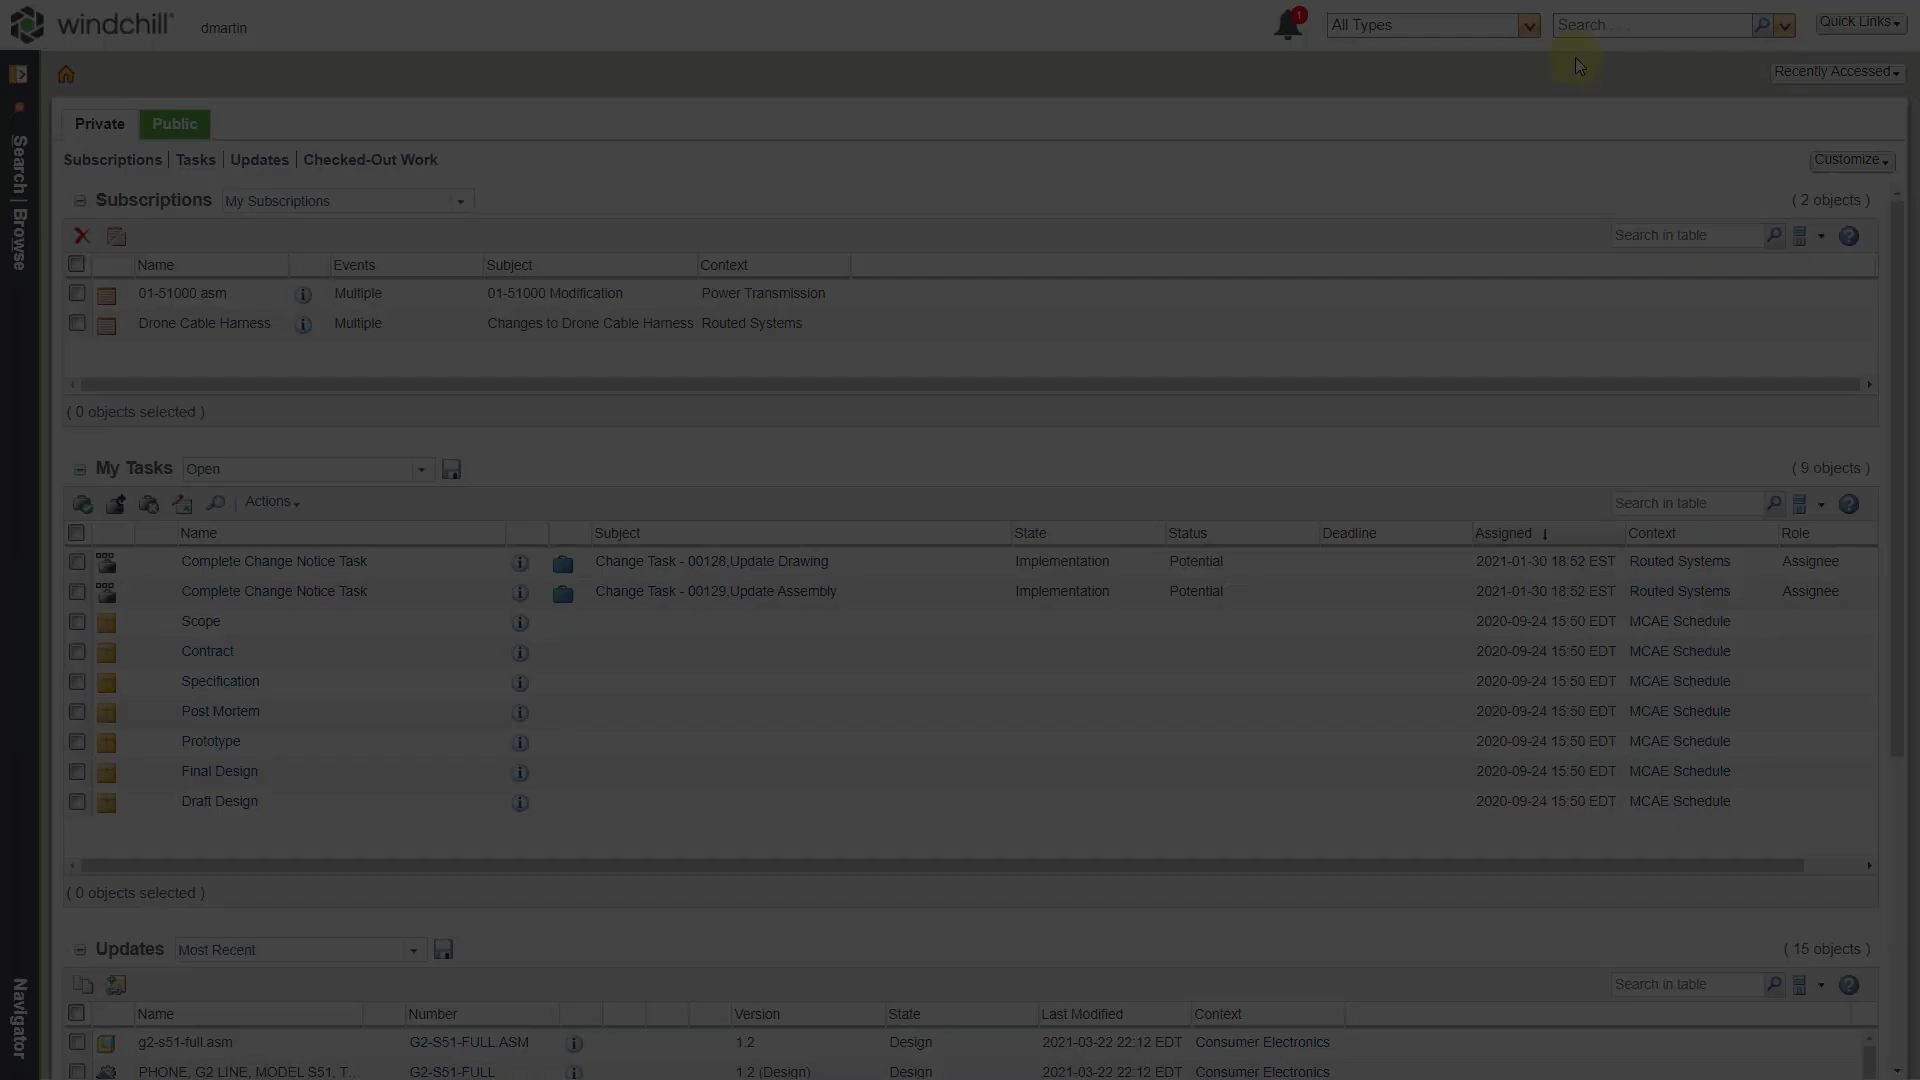 windchill
dmartin
1
All Types
Search . . .
Quick Links
Recently Accessed
Search | Browse
Navigator
Private
Public
Subscriptions | Tasks | Updates | Checked-Out Work
Customize
Subscriptions
My Subscriptions
( 2 objects )
Search in table
Name Events Subject Context
01-51000 asm Multiple 01-51000 Modification Power Transmission
Drone Cable Harness Multiple Changes to Drone Cable Harness Routed Systems
( 0 objects selected )
My Tasks
Open
( 9 objects )
Actions
Search in table
Name Subject State Status Deadline Assigned Context Role
Complete Change Notice Task Change Task - 00128,Update Drawing Implementation Potential 2021-01-30 18:52 EST Routed Systems Assignee
Complete Change Notice Task Change Task - 00129,Update Assembly Implementation Potential 2021-01-30 18:52 EST Routed Systems Assignee
Scope 2020-09-24 15:50 EDT MCAE Schedule
Contract 2020-09-24 15:50 EDT MCAE Schedule
Specification 2020-09-24 15:50 EDT MCAE Schedule
Post Mortem 2020-09-24 15:50 EDT MCAE Schedule
Prototype 2020-09-24 15:50 EDT MCAE Schedule
Final Design 2020-09-24 15:50 EDT MCAE Schedule
Draft Design 2020-09-24 15:50 EDT MCAE Schedule
( 0 objects selected )
Updates
Most Recent
( 15 objects )
Search in table
Name Number Version State Last Modified Context
g2-s51-full.asm G2-S51-FULL.ASM 1.2 Design 2021-03-22 22:12 EDT Consumer Electronics
PHONE, G2 LINE, MODEL S51, T... G2-S51-FULL 1.2 (Design) Design 2021-03-22 22:12 EDT Consumer Electronics